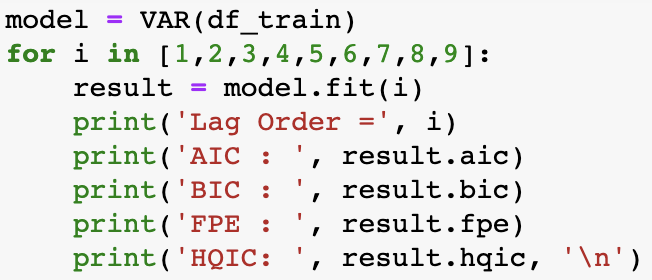 model = VAR(df_train)
for i in [1,2,3,4,5,6,7,8,9]:
    result = model.fit(i)
    print('Lag Order =', i)
    print('AIC : ', result.aic)
    print('BIC : ', result.bic)
    print('FPE : ', result.fpe)
    print('HQIC: ', result.hqic, '\n')